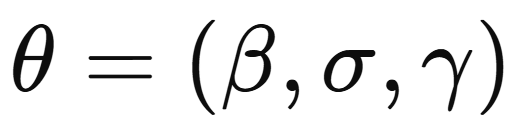 θ = (β, σ, γ)